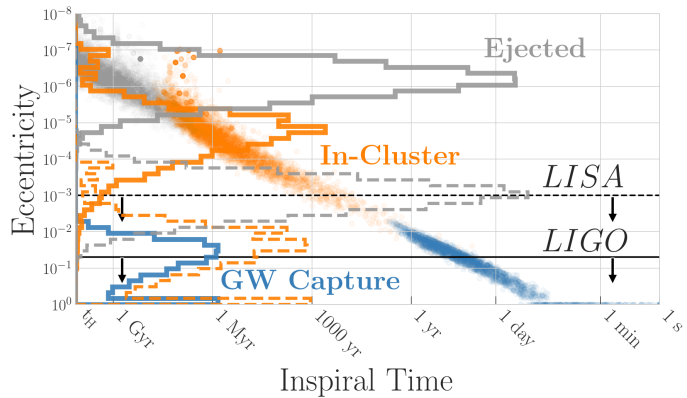 10⁻⁸
10⁻⁷
10⁻⁶
10⁻⁵
10⁻⁴
10⁻³
10⁻²
10⁻¹
10⁰
Eccentricity
Ejected
In-Cluster
LISA
LIGO
GW Capture
t_H
1 Gyr
1 Myr
1000 yr
1 yr
1 day
1 min
1 s
Inspiral Time